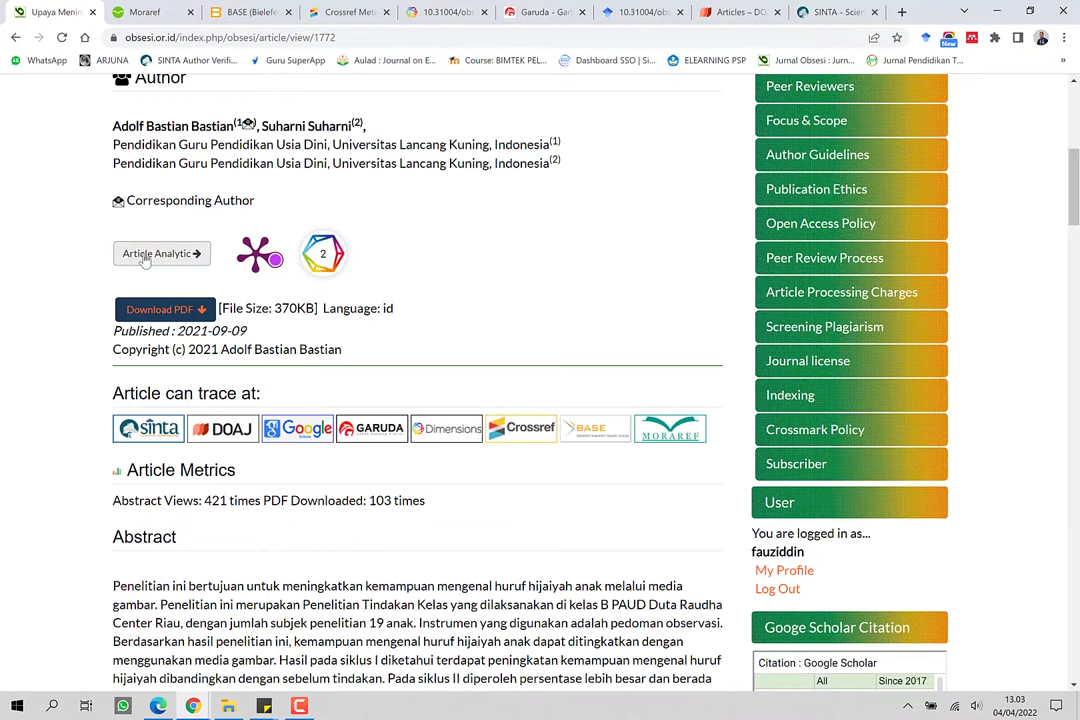 Upaya Menin
Moraref
BASE (Bielefe
Crossref Met
10.31004/ob
Garuda - Gar
10.31004/obs
Articles – DO
SINTA - Scien
obsesi.or.id/index.php/obsesi/article/view/1772
New
WhatsApp
ARJUNA
SINTA Author Verifi...
Guru SuperApp
Aulad : Journal on E...
Course: BIMTEK PEL...
Dashboard SSO | Si...
ELEARNING PSP
Jurnal Obsesi : Jurn...
Jurnal Pendidikan T...
Author
Adolf Bastian Bastian(1), Suharni Suharni(2),
Pendidikan Guru Pendidikan Usia Dini, Universitas Lancang Kuning, Indonesia(1)
Pendidikan Guru Pendidikan Usia Dini, Universitas Lancang Kuning, Indonesia(2)
Corresponding Author
Article Analytic
2
Download PDF [File Size: 370KB] Language: id
Published : 2021-09-09
Copyright (c) 2021 Adolf Bastian Bastian
Article can trace at:
sinta
DOAJ
Google
GARUDA
Dimensions
Crossref
BASE
MORAREF
Article Metrics
Abstract Views: 421 times PDF Downloaded: 103 times
Abstract
Penelitian ini bertujuan untuk meningkatkan kemampuan mengenal huruf hijaiyah anak melalui media
gambar. Penelitian ini merupakan Penelitian Tindakan Kelas yang dilaksanakan di kelas B PAUD Duta Raudha
Center Riau, dengan jumlah subjek penelitian 19 anak. Instrumen yang digunakan adalah pedoman observasi.
Berdasarkan hasil penelitian ini, kemampuan mengenal huruf hijaiyah anak dapat ditingkatkan dengan
menggunakan media gambar. Hasil pada siklus I diketahui terdapat peningkatan kemampuan mengenal huruf
hijaiyah dibandingkan dengan sebelum tindakan. Pada siklus II diperoleh persentase lebih besar dan berada
Peer Reviewers
Focus & Scope
Author Guidelines
Publication Ethics
Open Access Policy
Peer Review Process
Article Processing Charges
Screening Plagiarism
Journal license
Indexing
Crossmark Policy
Subscriber
User
You are logged in as...
fauziddin
My Profile
Log Out
Googe Scholar Citation
Citation : Google Scholar
All Since 2017
13.03
04/04/2022